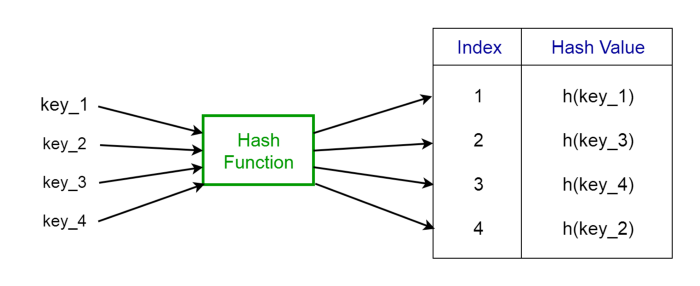 key_1
key_2
key_3
key_4
Hash
Function
Index Hash Value
1 h(key_1)
2 h(key_3)
3 h(key_4)
4 h(key_2)